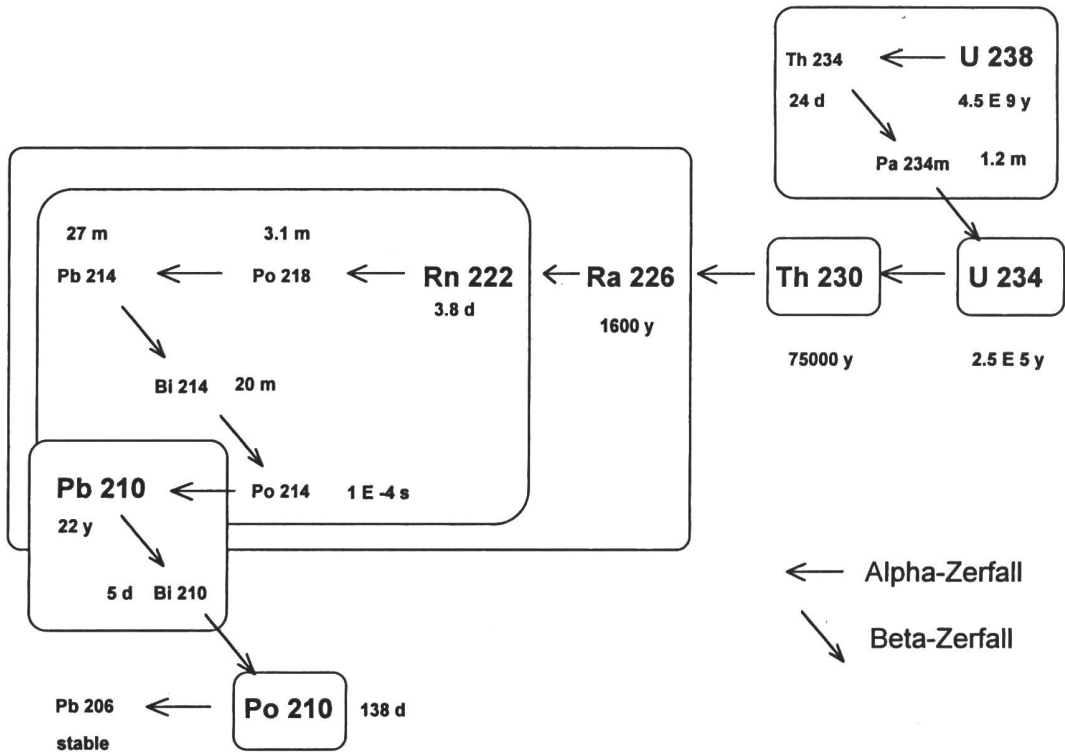 Th 234
U 238
24 d
4.5 E 9 y
Pa 234m
1.2 m
27 m
3.1 m
Pb 214
Po 218
Rn 222
Ra 226
Th 230
U 234
3.8 d
1600 y
75000 y
2.5 E 5 y
Bi 214
20 m
Pb 210
Po 214
1 E -4 s
22 y
5 d
Bi 210
Alpha-Zerfall
Beta-Zerfall
Pb 206
Po 210
138 d
stable